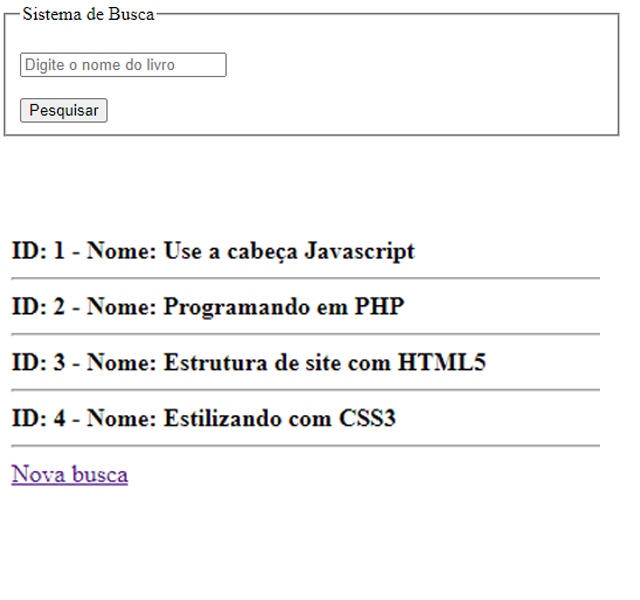 Sistema de Busca
Digite o nome do livro
Pesquisar
ID: 1 - Nome: Use a cabeça Javascript
ID: 2 - Nome: Programando em PHP
ID: 3 - Nome: Estrutura de site com HTML5
ID: 4 - Nome: Estilizando com CSS3
Nova busca